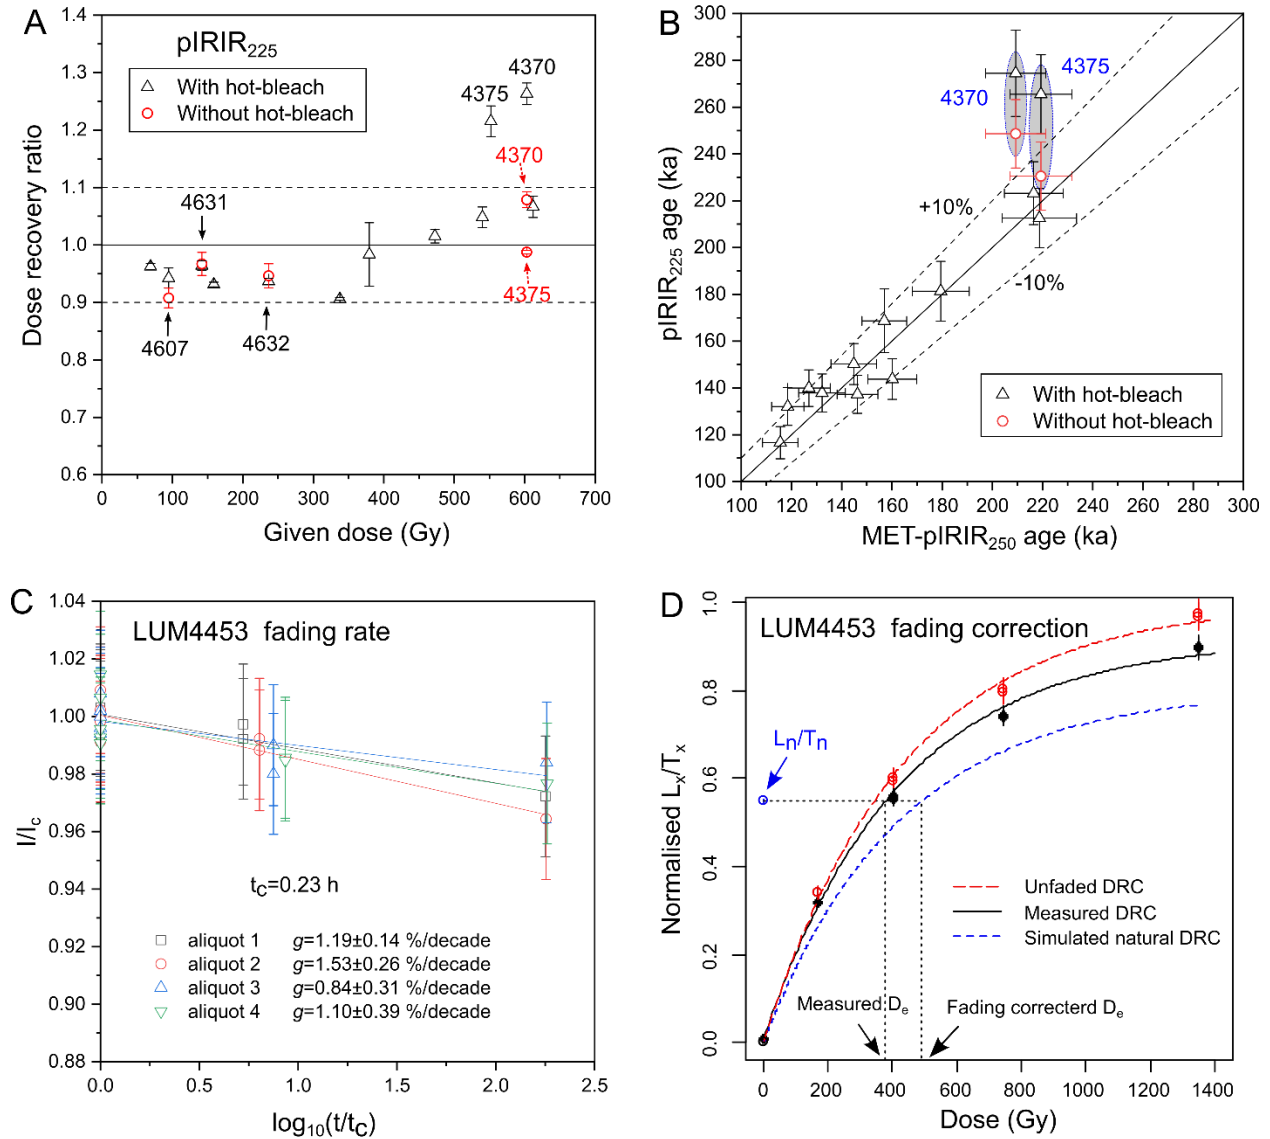 A
pIRIR225
With hot-bleach
Without hot-bleach
4370
4375
4370
4631
4375
4607
4632
1.4
1.3
1.2
1.1
1.0
0.9
0.8
0.7
0.6
Dose recovery ratio
0 100 200 300 400 500 600 700
Given dose (Gy)
B
4375
4370
+10%
-10%
With hot-bleach
Without hot-bleach
300
280
260
240
220
200
180
160
140
120
100
pIRIR225 age (ka)
100 120 140 160 180 200 220 240 260 280 300
MET-pIRIR250 age (ka)
C
LUM4453 fading rate
1.04
1.02
1.00
0.98
0.96
0.94
0.92
0.90
0.88
I/Ic
tc=0.23 h
aliquot 1 g=1.19±0.14 %/decade
aliquot 2 g=1.53±0.26 %/decade
aliquot 3 g=0.84±0.31 %/decade
aliquot 4 g=1.10±0.39 %/decade
0.0 0.5 1.0 1.5 2.0 2.5
log10(t/tc)
D
LUM4453 fading correction
Ln/Tn
Unfaded DRC
Measured DRC
Simulated natural DRC
Measured De
Fading correcterd De
1.0
0.8
0.6
0.4
0.2
0.0
Normalised Lx/Tx
0 200 400 600 800 1000 1200 1400
Dose (Gy)